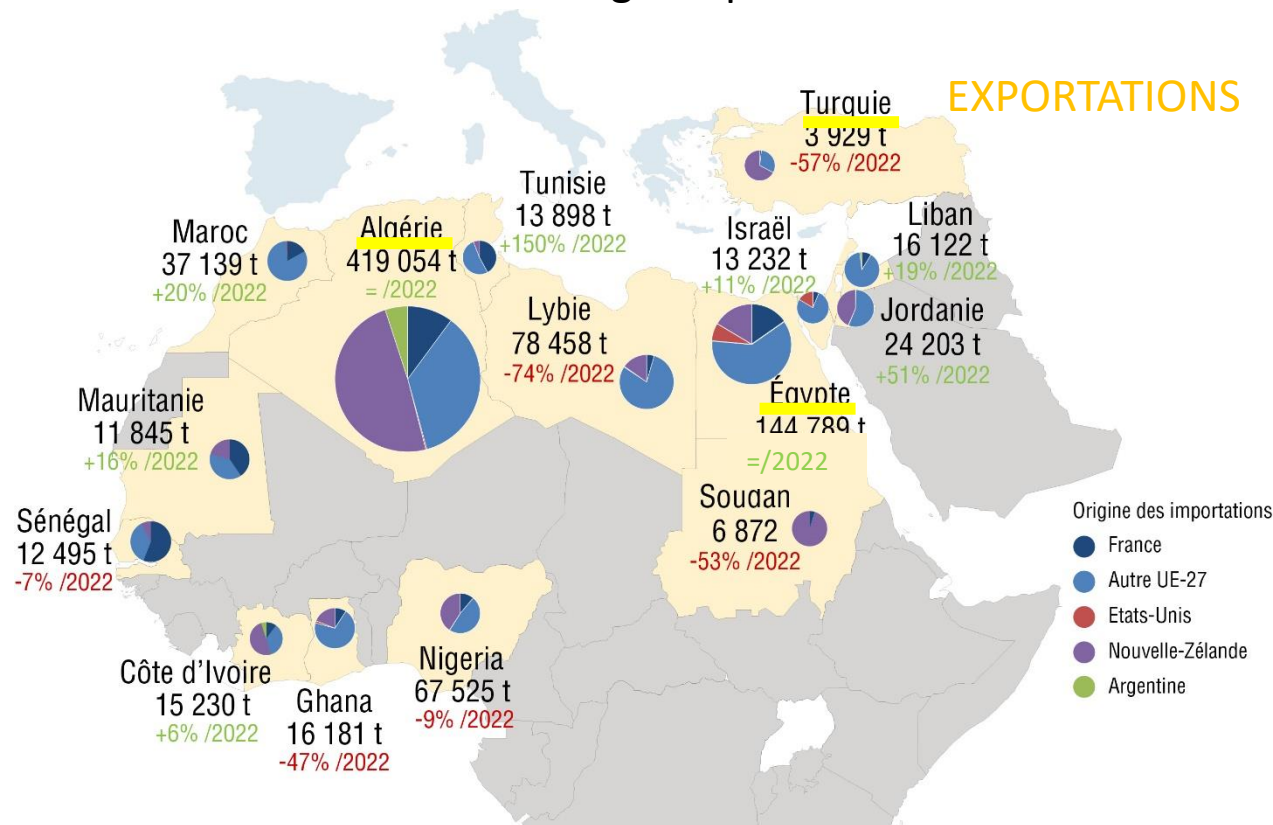 EXPORTATIONS
Turquie
3 929 t
-57% /2022
Tunisie
13 898 t
+150% /2022
Maroc
37 139 t
+20% /2022
Algérie
419 054 t
= /2022
Israël
13 232 t
+11% /2022
Liban
16 122 t
+19% /2022
Lybie
78 458 t
-74% /2022
Jordanie
24 203 t
+51% /2022
Égypte
144 789 t
=/2022
Mauritanie
11 845 t
+16% /2022
Soudan
6 872
-53% /2022
Sénégal
12 495 t
-7% /2022
Côte d'Ivoire
15 230 t
+6% /2022
Ghana
16 181 t
-47% /2022
Nigeria
67 525 t
-9% /2022
Origine des importations
France
Autre UE-27
Etats-Unis
Nouvelle-Zélande
Argentine